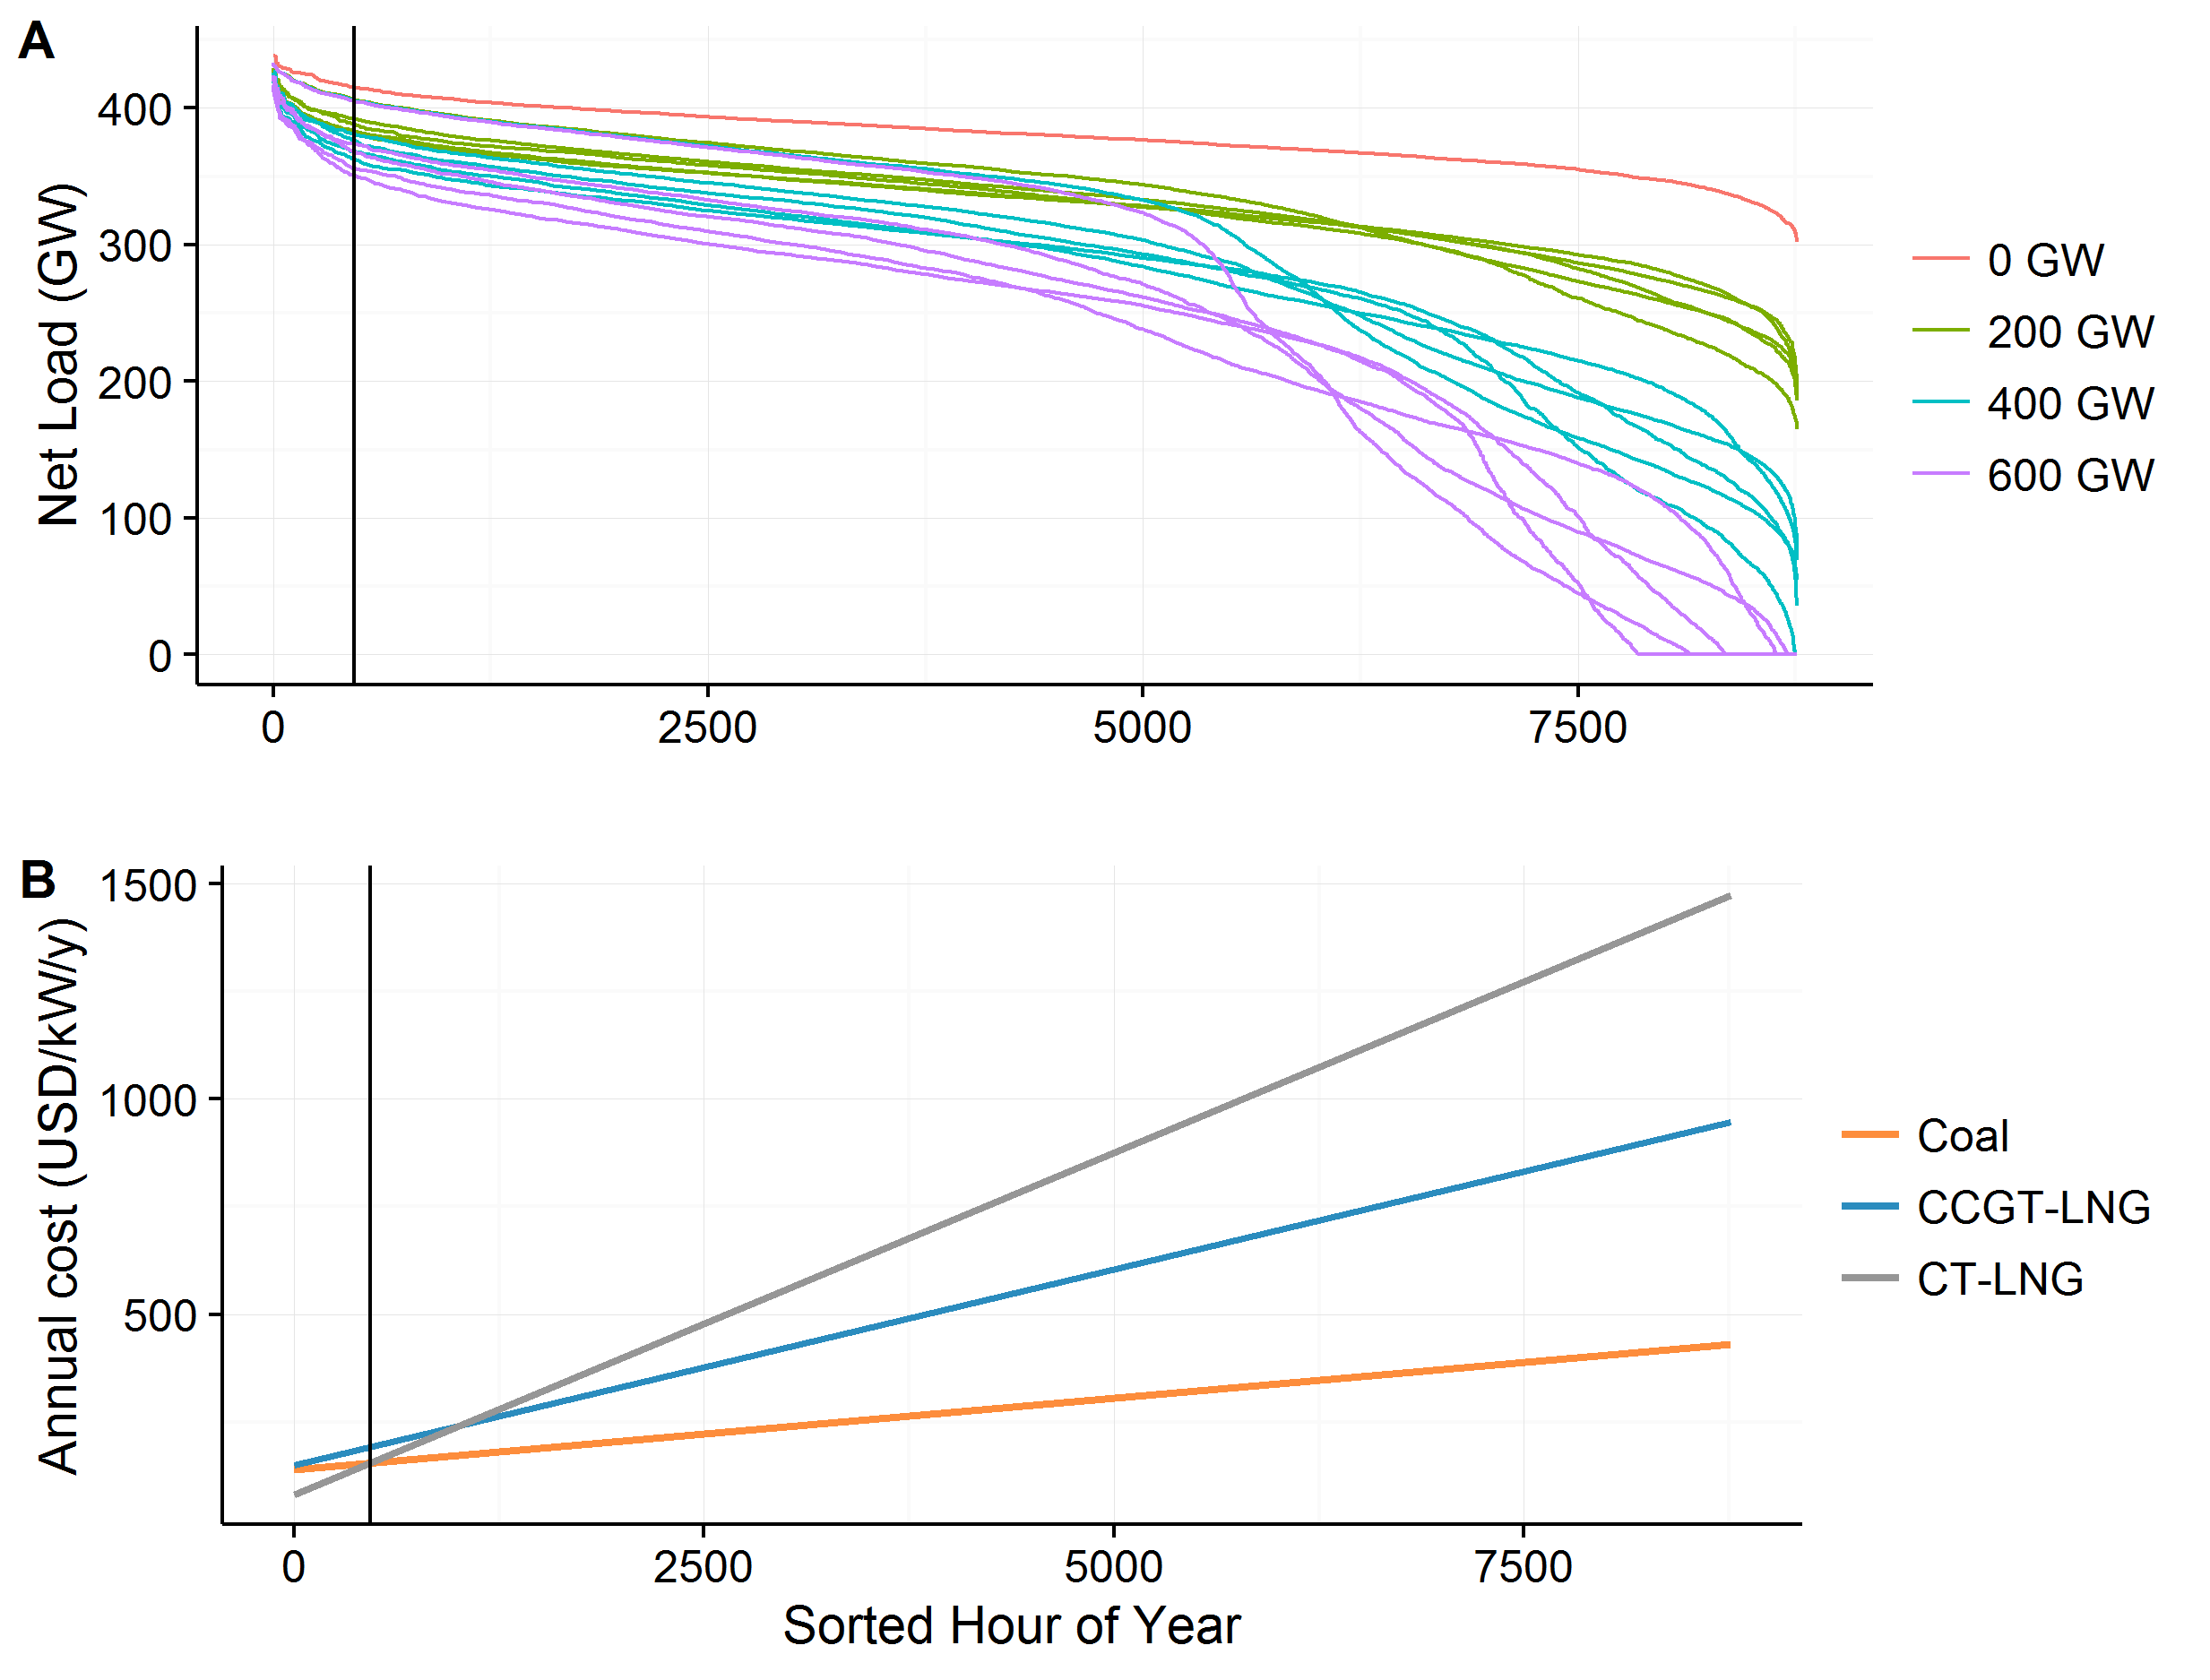 A
Net Load (GW)
400
300
200
100
0
0
2500
5000
7500
0 GW
200 GW
400 GW
600 GW
B
Annual cost (USD/kW/y)
1500
1000
500
0
2500
5000
7500
Sorted Hour of Year
Coal
CCGT-LNG
CT-LNG